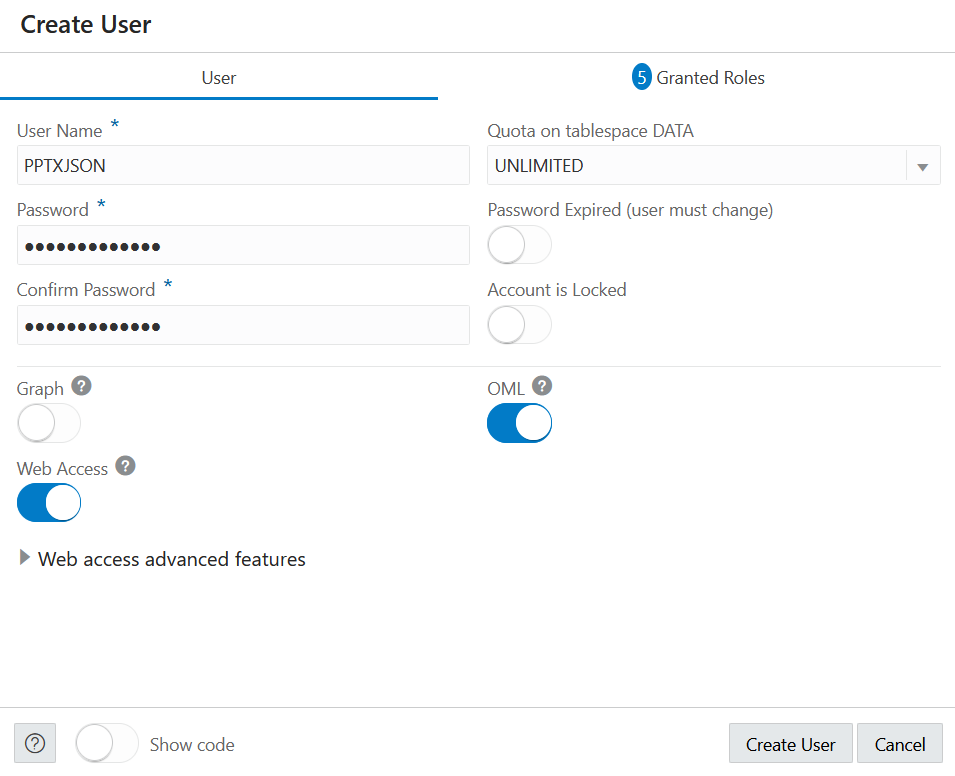 Create User
User
5 Granted Roles
User Name *
Quota on tablespace DATA
PPTXJSON
UNLIMITED
Password *
Password Expired (user must change)
•••••••••••••
Confirm Password *
Account is Locked
•••••••••••••
Graph ?
OML ?
Web Access ?
Web access advanced features
? Show code
Create User
Cancel